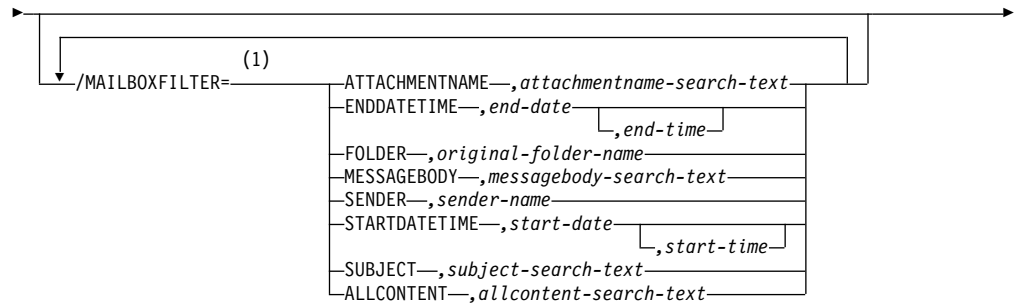 (1)
/MAILBOXFILTER=
ATTACHMENTNAME ,attachmentname-search-text
ENDDATETIME ,end-date
,end-time
FOLDER ,original-folder-name
MESSAGEBODY ,messagebody-search-text
SENDER ,sender-name
STARTDATETIME ,start-date
,start-time
SUBJECT ,subject-search-text
ALLCONTENT ,allcontent-search-text